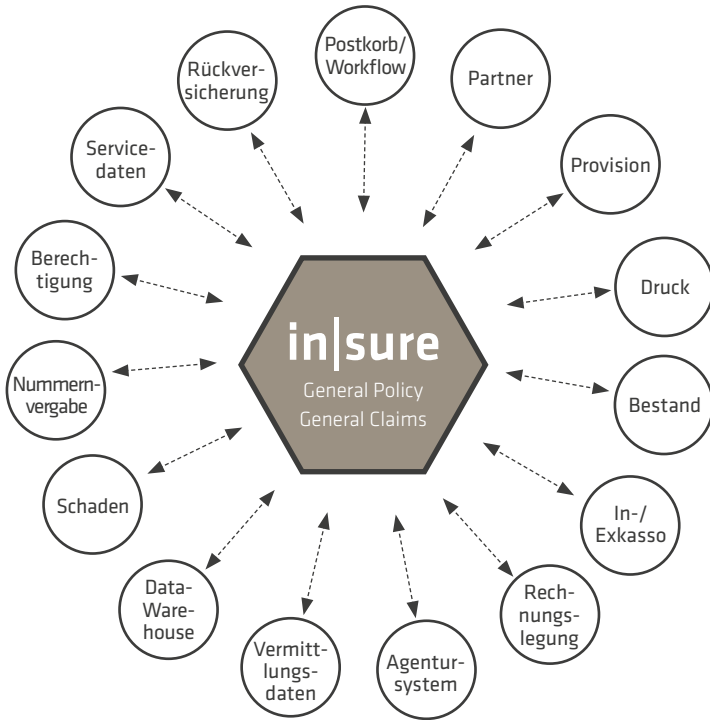 Postkorb/
Workflow
Partner
Provision
Druck
Bestand
In-/
Exkasso
Rech-
nungs-
legung
Agentur-
system
Vermitt-
lungs-
daten
Data-
Ware-
house
Schaden
Nummern-
vergabe
Berech-
tigung
Service-
daten
Rückver-
sicherung
in|sure
General Policy
General Claims